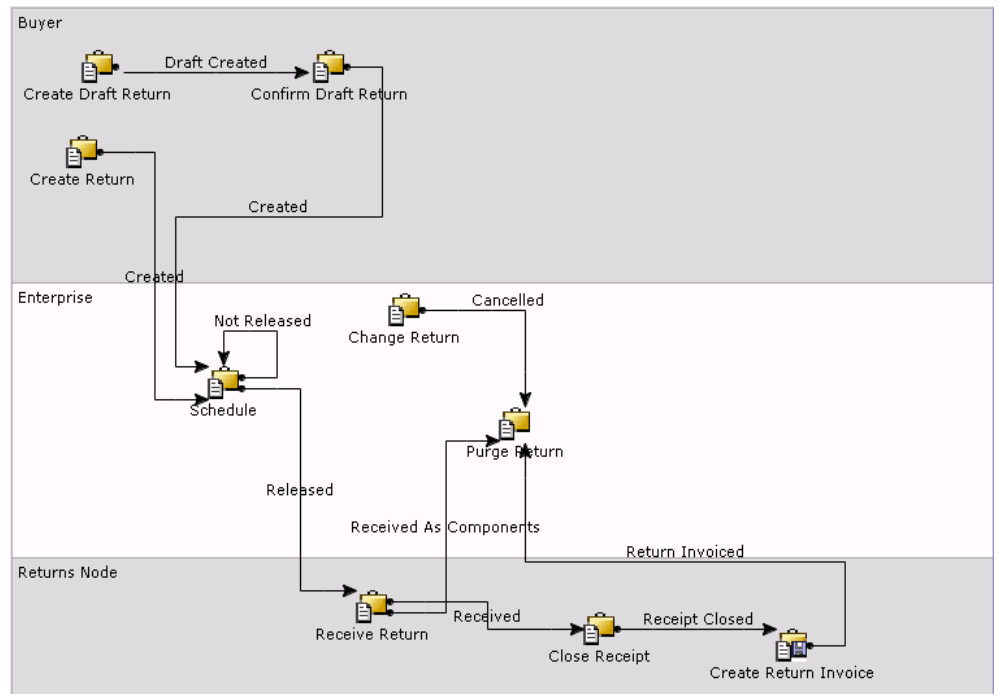 Buyer
Draft Created
Create Draft Return
Confirm Draft Return
Create Return
Created
Created
Enterprise
Cancelled
Not Released
Change Return
Schedule
Purge Return
Released
Received As Components
Return Invoiced
Returns Node
Received
Receipt Closed
Receive Return
Close Receipt
Create Return Invoice